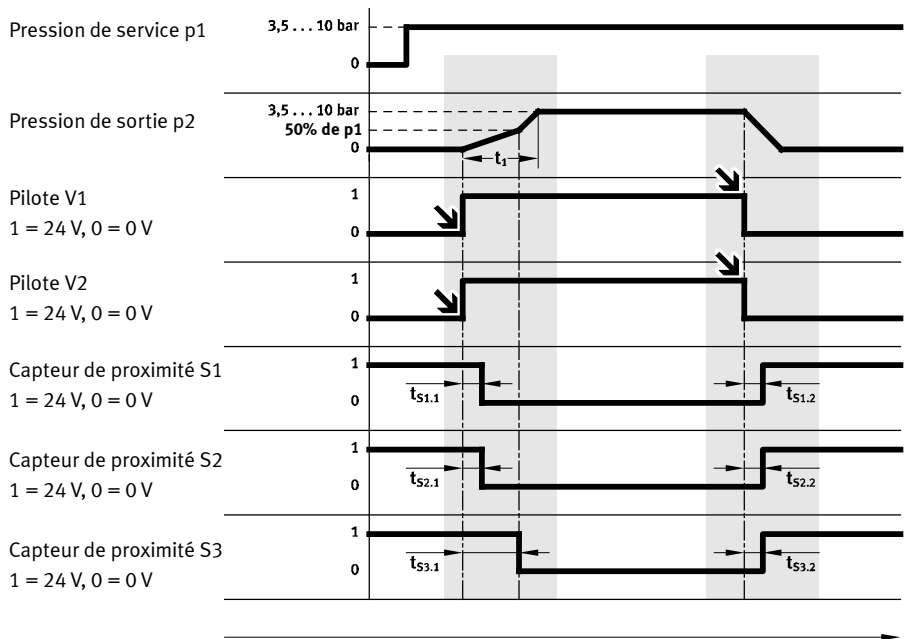 Pression de service p1
3,5 . . . 10 bar
0
Pression de sortie p2
3,5 . . . 10 bar
50% de p1
0
t1
Pilote V1
1 = 24 V, 0 = 0 V
1
0
Pilote V2
1 = 24 V, 0 = 0 V
1
0
Capteur de proximité S1
1 = 24 V, 0 = 0 V
1
0
tS1.1
tS1.2
Capteur de proximité S2
1 = 24 V, 0 = 0 V
1
0
tS2.1
tS2.2
Capteur de proximité S3
1 = 24 V, 0 = 0 V
1
0
tS3.1
tS3.2